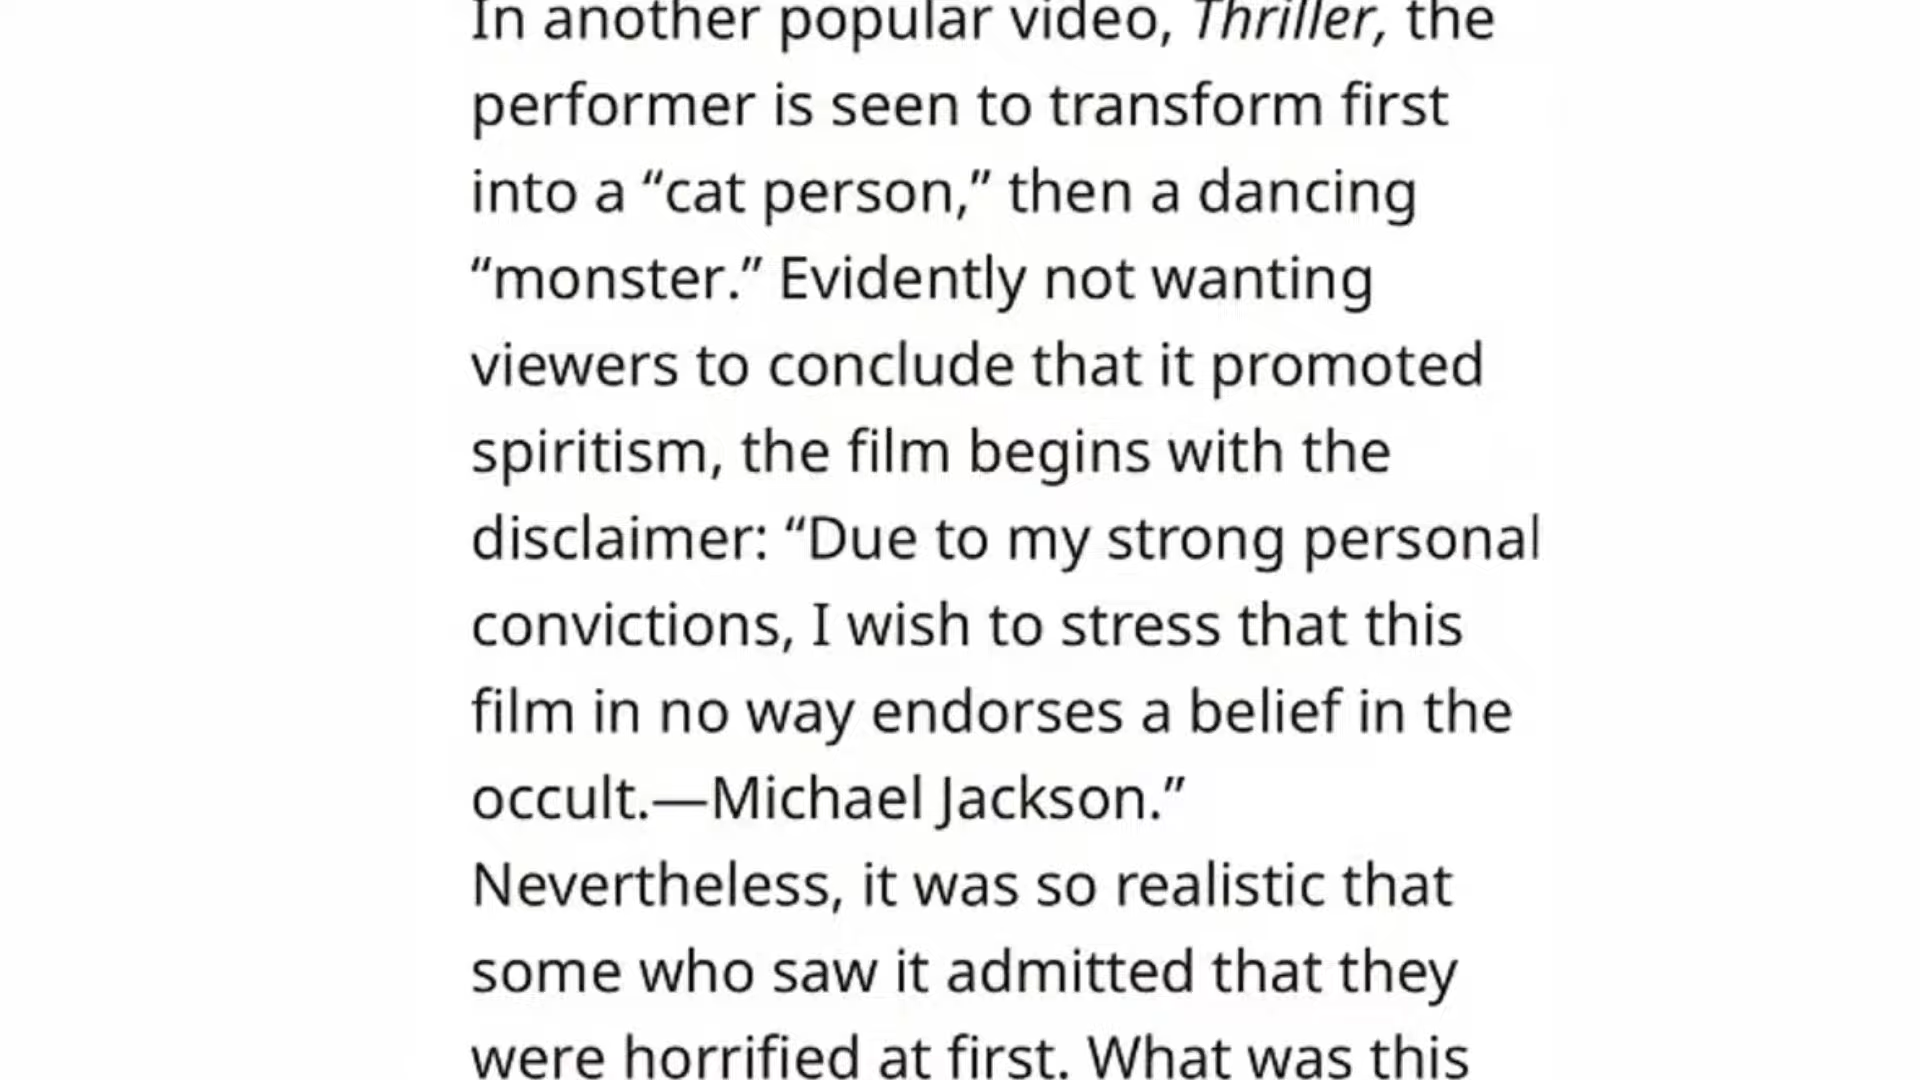 In another popular video, Thriller, the
performer is seen to transform first
into a “cat person,” then a dancing
“monster.” Evidently not wanting
viewers to conclude that it promoted
spiritism, the film begins with the
disclaimer: “Due to my strong personal
convictions, I wish to stress that this
film in no way endorses a belief in the
occult.—Michael Jackson.”
Nevertheless, it was so realistic that
some who saw it admitted that they
were horrified at first. What was this